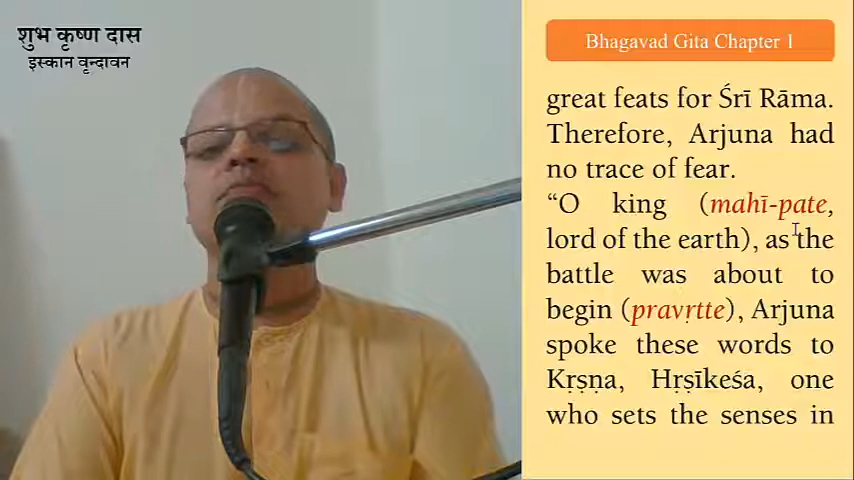 शुभ कृष्ण दास
इस्कान वृन्दावन
Bhagavad Gita Chapter 1
great feats for Śrī Rāma.
Therefore, Arjuna had
no trace of fear.
“O king (mahī-pate,
lord of the earth), as the
battle was about to
begin (pravṛtte), Arjuna
spoke these words to
Kṛṣṇa, Hṛṣīkeśa, one
who sets the senses in